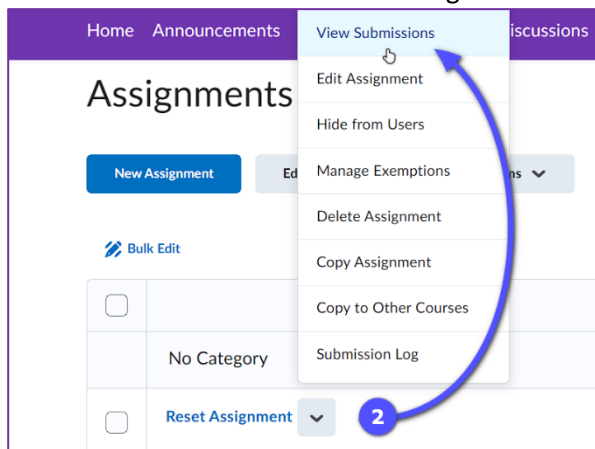 Home Announcements View Submissions iscussions
Edit Assignment
Assignments
Hide from Users
New Assignment Ed Manage Exemptions ns
Delete Assignment
Bulk Edit
Copy Assignment
Copy to Other Courses
No Category Submission Log
Reset Assignment 2